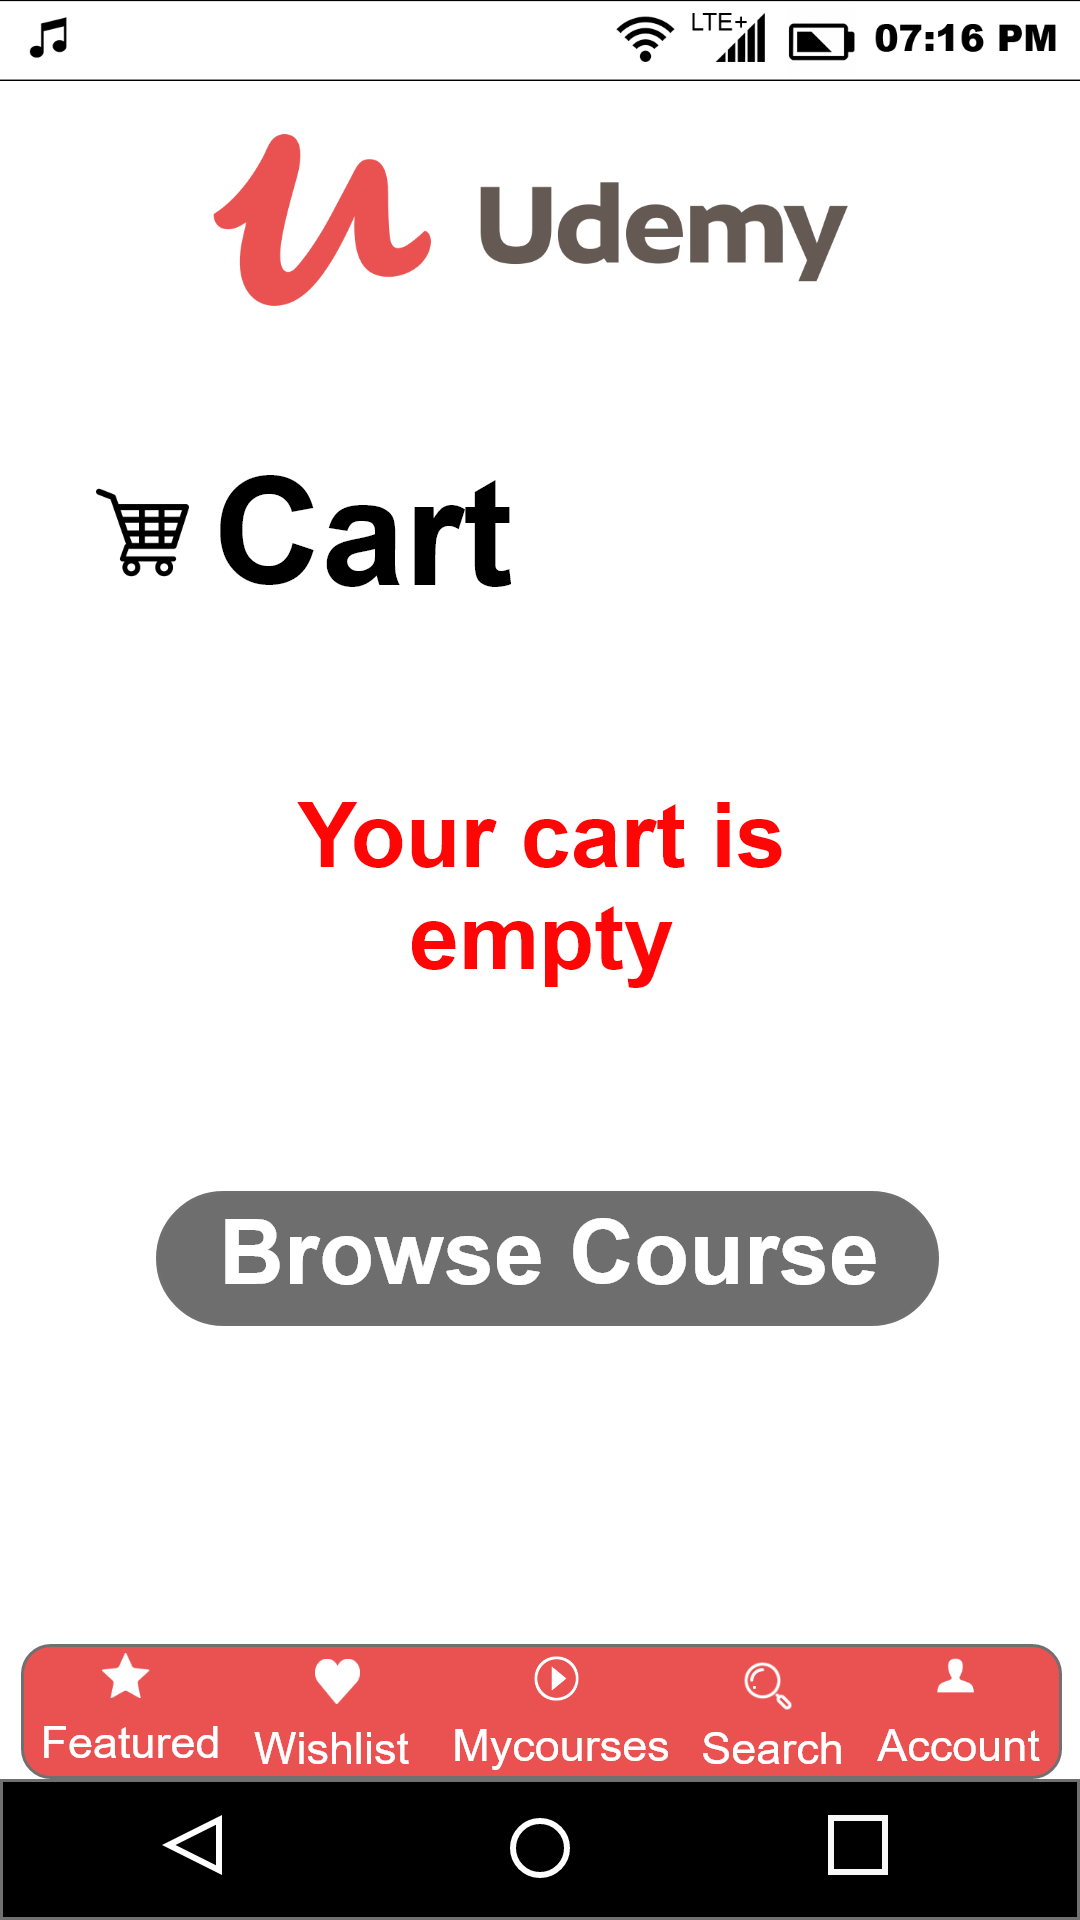 LTE+
07:16 PM
Udemy
Cart
Your cart is
empty
Browse Course
Featured
Wishlist
Mycourses
Search
Account